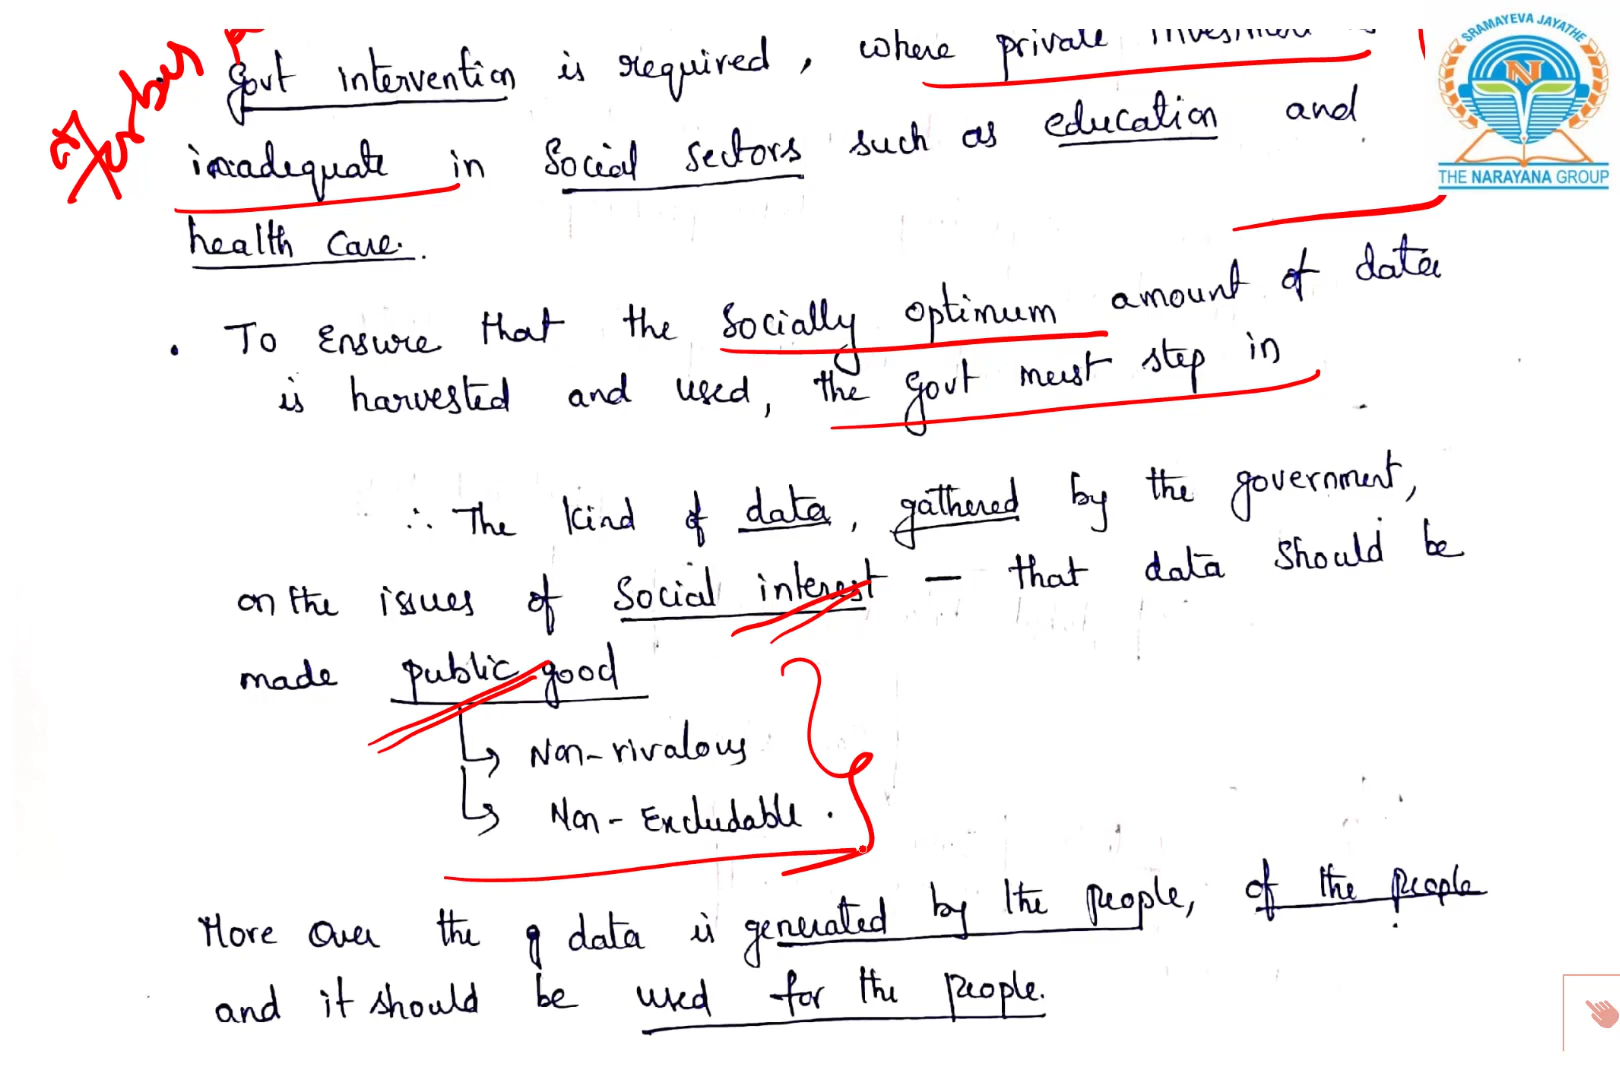 Govt intervention is required, where private investment is
inadequate in Social Sectors such as education and
health care.
SRAMAYEVA JAYATHE
N
THE NARAYANA GROUP
. To Ensure that the Socially optimum amount of data
is harvested and used, the govt must step in
∴ The kind of data, gathered by the government,
on the issues of Social interest – that data should be
made public good
↳ Non-rivalous
↳ Non-Excludable.
More Over the g data is generated by the people, of the people
and it should be used for the people.